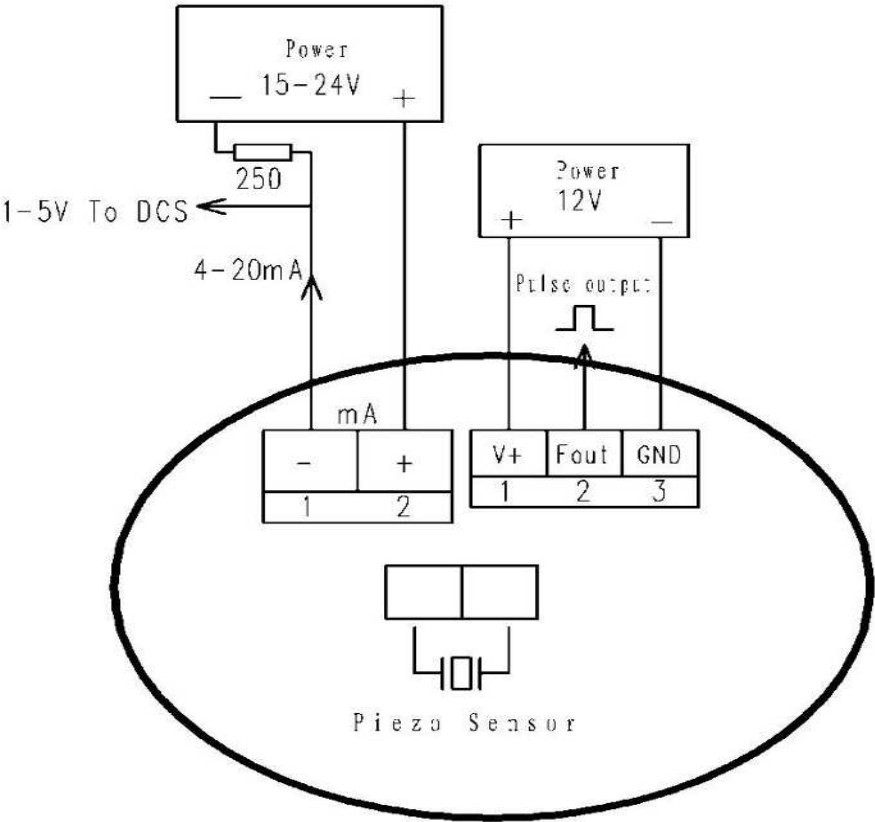 Power
15-24V
— +
250
1-5V To DCS
4-20mA
Power
12V
+ —
Pulse output
mA
- +
1 2
V+ Fout GND
1 2 3
Piezo Sensor